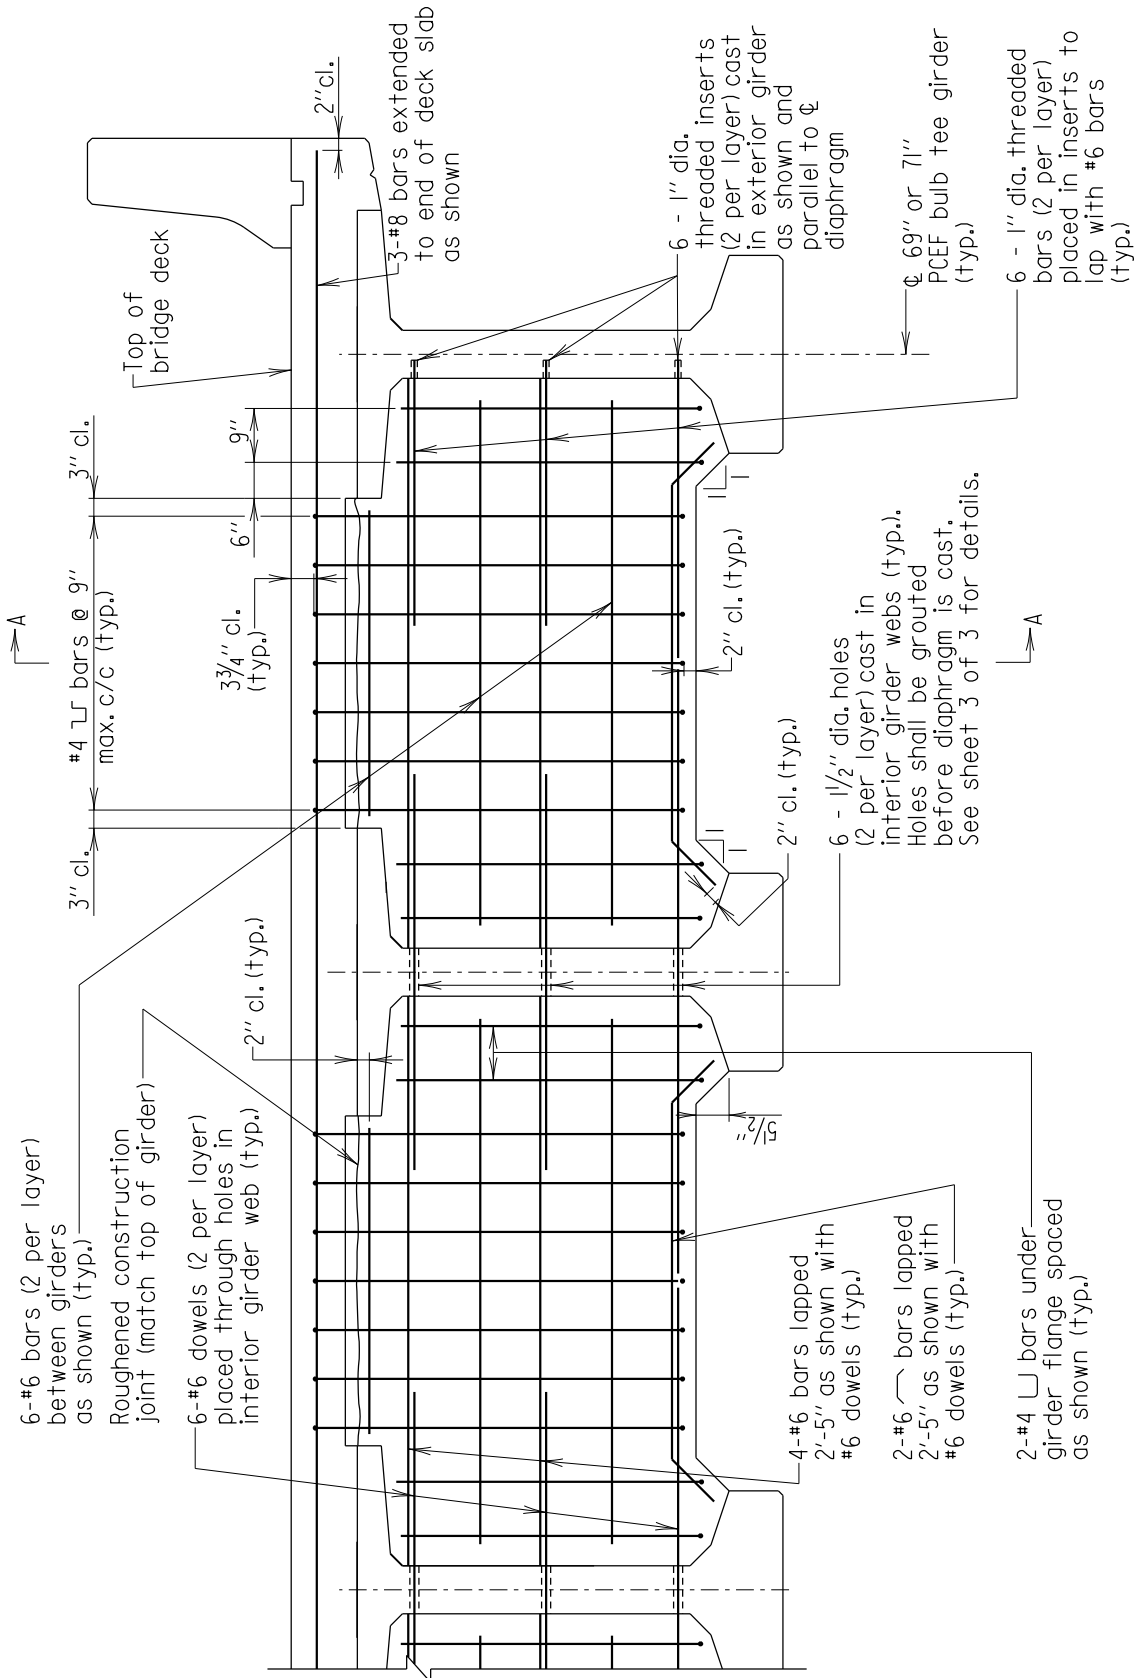 6-#6 bars (2 per layer)
between girders
as shown (typ.)
Roughened construction
joint (match top of girder)
6-#6 dowels (2 per layer)
placed through holes in
interior girder web (typ.)
2" cl. (typ.)
3" cl.
#4 bars @ 9"
max. c/c (typ.)
3" cl.
3¾" cl.
(typ.)
6"
9"
A
Top of
bridge deck
2" cl.
3-#8 bars extended
to end of deck slab
as shown
6 - 1" dia.
threaded inserts
(2 per layer) cast
in exterior girder
as shown and
parallel to ℄
diaphragm
℄ 69" or 71"
PCEF bulb tee girder
(typ.)
6 - 1" dia. threaded
bars (2 per layer)
placed in inserts to
lap with #6 bars
(typ.)
1
1
2" cl. (typ.)
1
1
2" cl. (typ.)
6 - 1½" dia. holes
(2 per layer) cast in
interior girder webs (typ.).
Holes shall be grouted
before diaphragm is cast.
See sheet 3 of 3 for details.
A
5½"
4-#6 bars lapped
2'-5" as shown with
#6 dowels (typ.)
2-#6 bars lapped
2'-5" as shown with
#6 dowels (typ.)
2-#4 bars under
girder flange spaced
as shown (typ.)